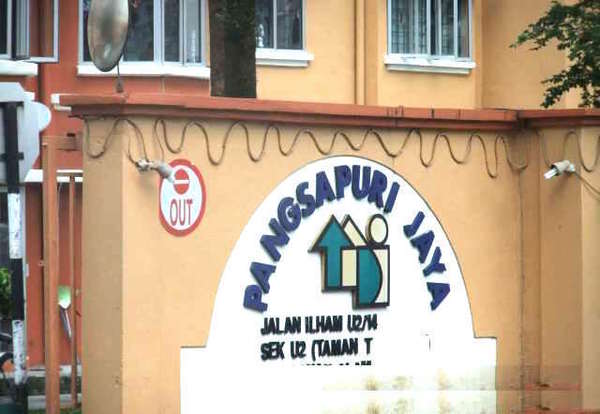 OUT
PANGSAPURI JAYA
JALAN ILHAM U2/14
SEK U2 (TAMAN T